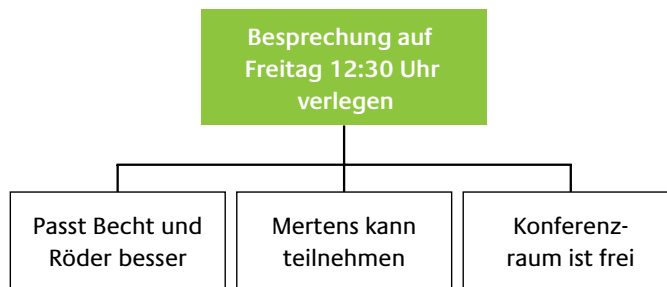 Besprechung auf
Freitag 12:30 Uhr
verlegen
Passt Becht und
Röder besser
Mertens kann
teilnehmen
Konferenz-
raum ist frei